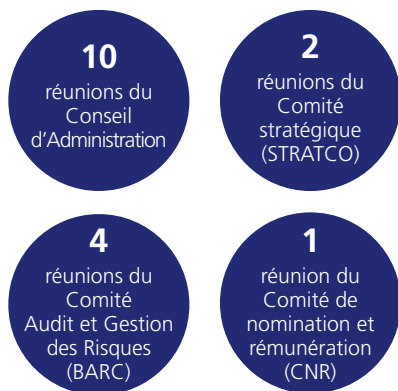 10
réunions du
Conseil
d'Administration
2
réunions du
Comité
stratégique
(STRATCO)
4
réunions du
Comité
Audit et Gestion
des Risques
(BARC)
1
réunion du
Comité de
nomination et
rémunération
(CNR)